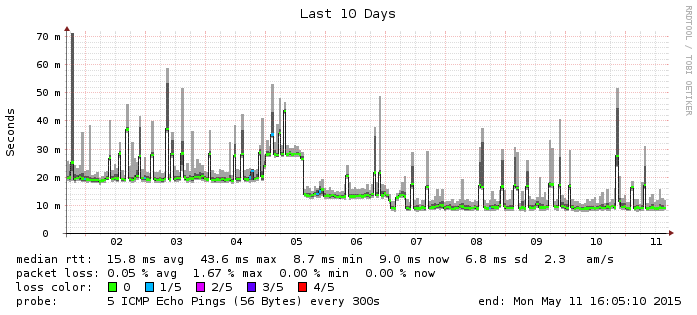 Last 10 Days
RRDTOOL / TOBI OETIKER
Seconds
70 m
60 m
50 m
40 m
30 m
20 m
10 m
0
02 03 04 05 06 07 08 09 10 11
median rtt: 15.8 ms avg 43.6 ms max 8.7 ms min 9.0 ms now 6.8 ms sd 2.3 am/s
packet loss: 0.05 % avg 1.67 % max 0.00 % min 0.00 % now
loss color: 0 1/5 2/5 3/5 4/5
probe: 5 ICMP Echo Pings (56 Bytes) every 300s end: Mon May 11 16:05:10 2015